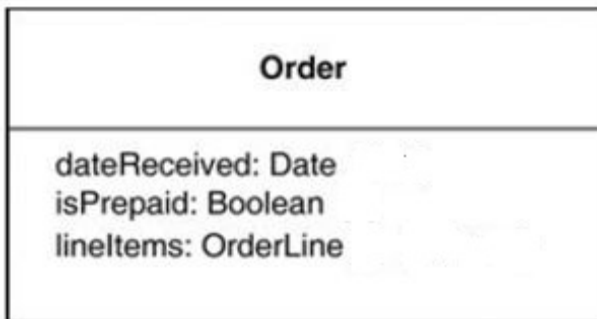 Order
dateReceived: Date
isPrepaid: Boolean
lineItems: OrderLine